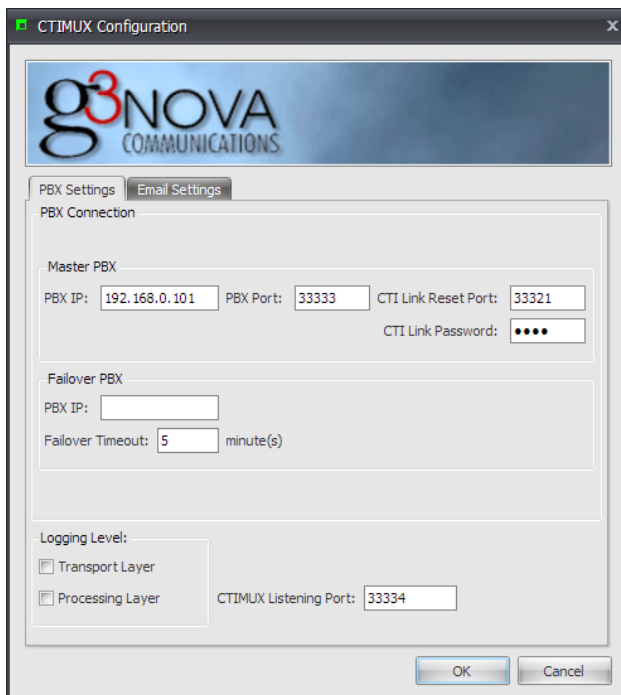 CTIMUX Configuration
x
g3NOVA
COMMUNICATIONS
PBX Settings Email Settings
PBX Connection
Master PBX
PBX IP: 192.168.0.101 PBX Port: 33333 CTI Link Reset Port: 33321
CTI Link Password: ••••
Failover PBX
PBX IP:
Failover Timeout: 5 minute(s)
Logging Level:
Transport Layer
Processing Layer CTIMUX Listening Port: 33334
OK Cancel